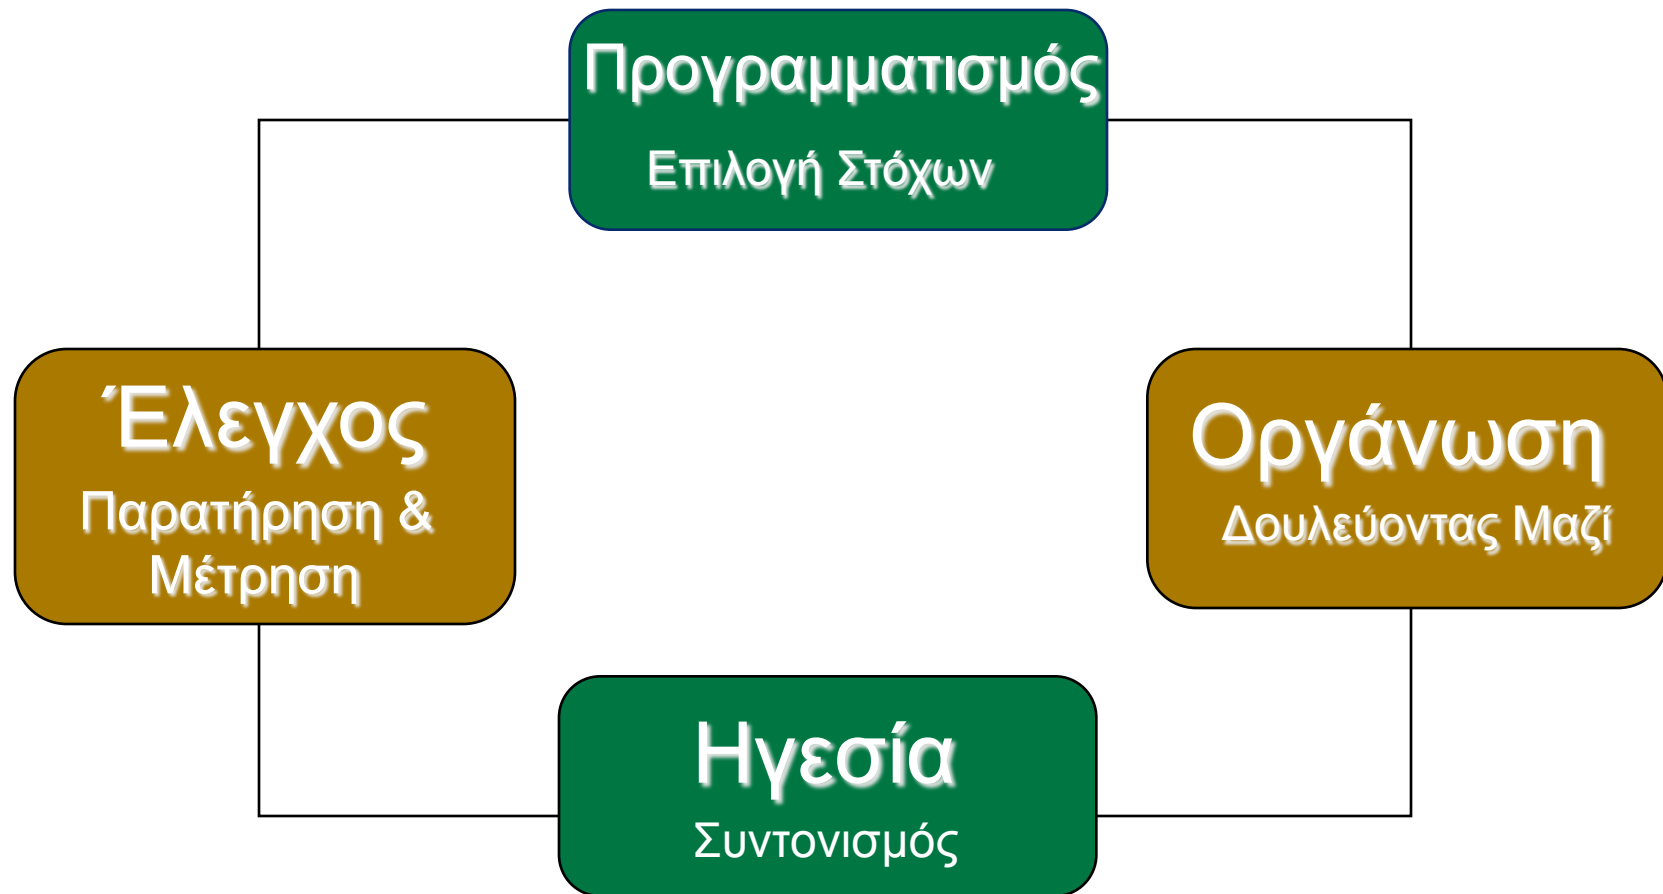 Προγραμματισμός
Επιλογή Στόχων
Έλεγχος
Παρατήρηση &
Μέτρηση
Οργάνωση
Δουλεύοντας Μαζί
Ηγεσία
Συντονισμός